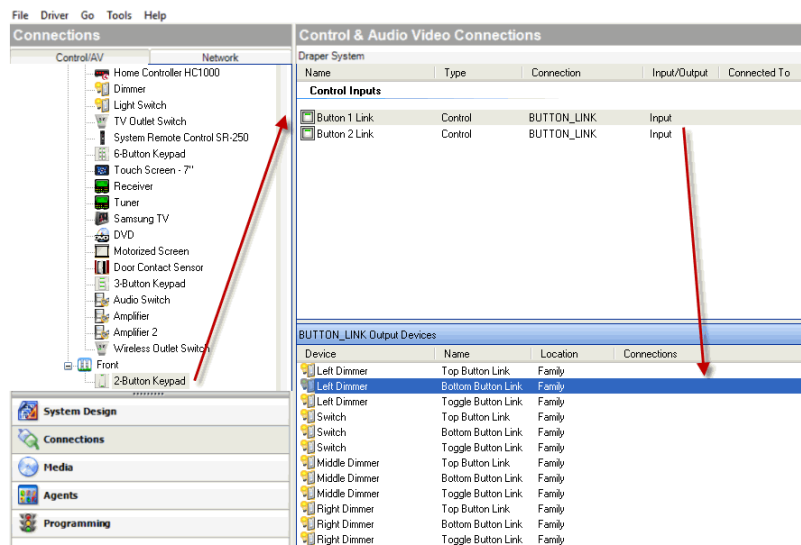 File Driver Go Tools Help
Connections
Control/AV Network
Home Controller HC1000
Dimmer
Light Switch
TV Outlet Switch
System Remote Control SR-250
6-Button Keypad
Touch Screen - 7"
Receiver
Tuner
Samsung TV
DVD
Motorized Screen
Door Contact Sensor
3-Button Keypad
Audio Switch
Amplifier
Amplifier 2
Wireless Outlet Switch
Front
2-Button Keypad
System Design
Connections
Media
Agents
Programming
Control & Audio Video Connections
Draper System
Name Type Connection Input/Output Connected To
Control Inputs
Button 1 Link Control BUTTON_LINK Input
Button 2 Link Control BUTTON_LINK Input
BUTTON_LINK Output Devices
Device Name Location Connections
Left Dimmer Top Button Link Family
Left Dimmer Bottom Button Link Family
Left Dimmer Toggle Button Link Family
Switch Top Button Link Family
Switch Bottom Button Link Family
Switch Toggle Button Link Family
Middle Dimmer Top Button Link Family
Middle Dimmer Bottom Button Link Family
Middle Dimmer Toggle Button Link Family
Right Dimmer Top Button Link Family
Right Dimmer Bottom Button Link Family
Right Dimmer Toggle Button Link Family